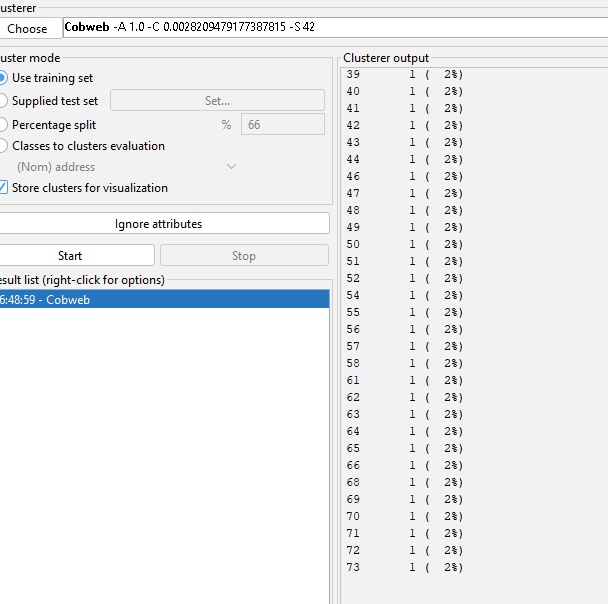 usterer
Choose Cobweb -A 1.0 -C 0.0028209479177387815 -S 42
uster mode
Use training set
Supplied test set Set...
Percentage split % 66
Classes to clusters evaluation
(Nom) address
Store clusters for visualization
Ignore attributes
Start Stop
esult list (right-click for options)
6:48:59 - Cobweb
Clusterer output
39 1 ( 2%)
40 1 ( 2%)
41 1 ( 2%)
42 1 ( 2%)
43 1 ( 2%)
44 1 ( 2%)
46 1 ( 2%)
47 1 ( 2%)
48 1 ( 2%)
49 1 ( 2%)
50 1 ( 2%)
51 1 ( 2%)
52 1 ( 2%)
54 1 ( 2%)
55 1 ( 2%)
56 1 ( 2%)
57 1 ( 2%)
58 1 ( 2%)
61 1 ( 2%)
62 1 ( 2%)
63 1 ( 2%)
64 1 ( 2%)
65 1 ( 2%)
66 1 ( 2%)
68 1 ( 2%)
69 1 ( 2%)
70 1 ( 2%)
71 1 ( 2%)
72 1 ( 2%)
73 1 ( 2%)